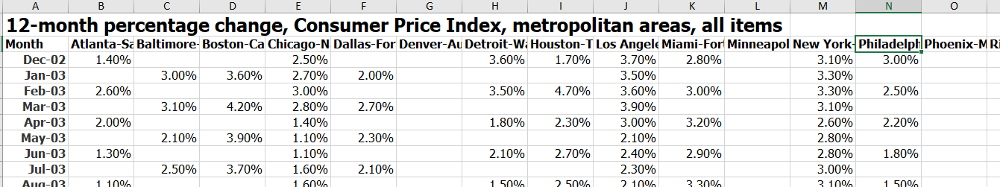 A B C D E F G H I J K L M N O
12-month percentage change, Consumer Price Index, metropolitan areas, all items
Month Atlanta-Sa Baltimore- Boston-Ca Chicago-N Dallas-For Denver-Au Detroit-Wa Houston-T Los Angele Miami-Fort Minneapol New York- Philadelph Phoenix-M Ri
Dec-02 1.40% 2.50% 3.60% 1.70% 3.70% 2.80% 3.10% 3.00%
Jan-03 3.00% 3.60% 2.70% 2.00% 3.50% 3.30%
Feb-03 2.60% 3.00% 3.50% 4.70% 3.60% 3.00% 3.30% 2.50%
Mar-03 3.10% 4.20% 2.80% 2.70% 3.90% 3.10%
Apr-03 2.00% 1.40% 1.80% 2.30% 3.00% 3.20% 2.60% 2.20%
May-03 2.10% 3.90% 1.10% 2.30% 2.10% 2.80%
Jun-03 1.30% 1.10% 2.10% 2.70% 2.40% 2.90% 2.80% 1.80%
Jul-03 2.50% 3.70% 1.60% 2.10% 2.30% 3.00%
Aug-03 1.10% 1.60% 1.50% 2.50% 2.10% 3.30% 3.10% 1.50%